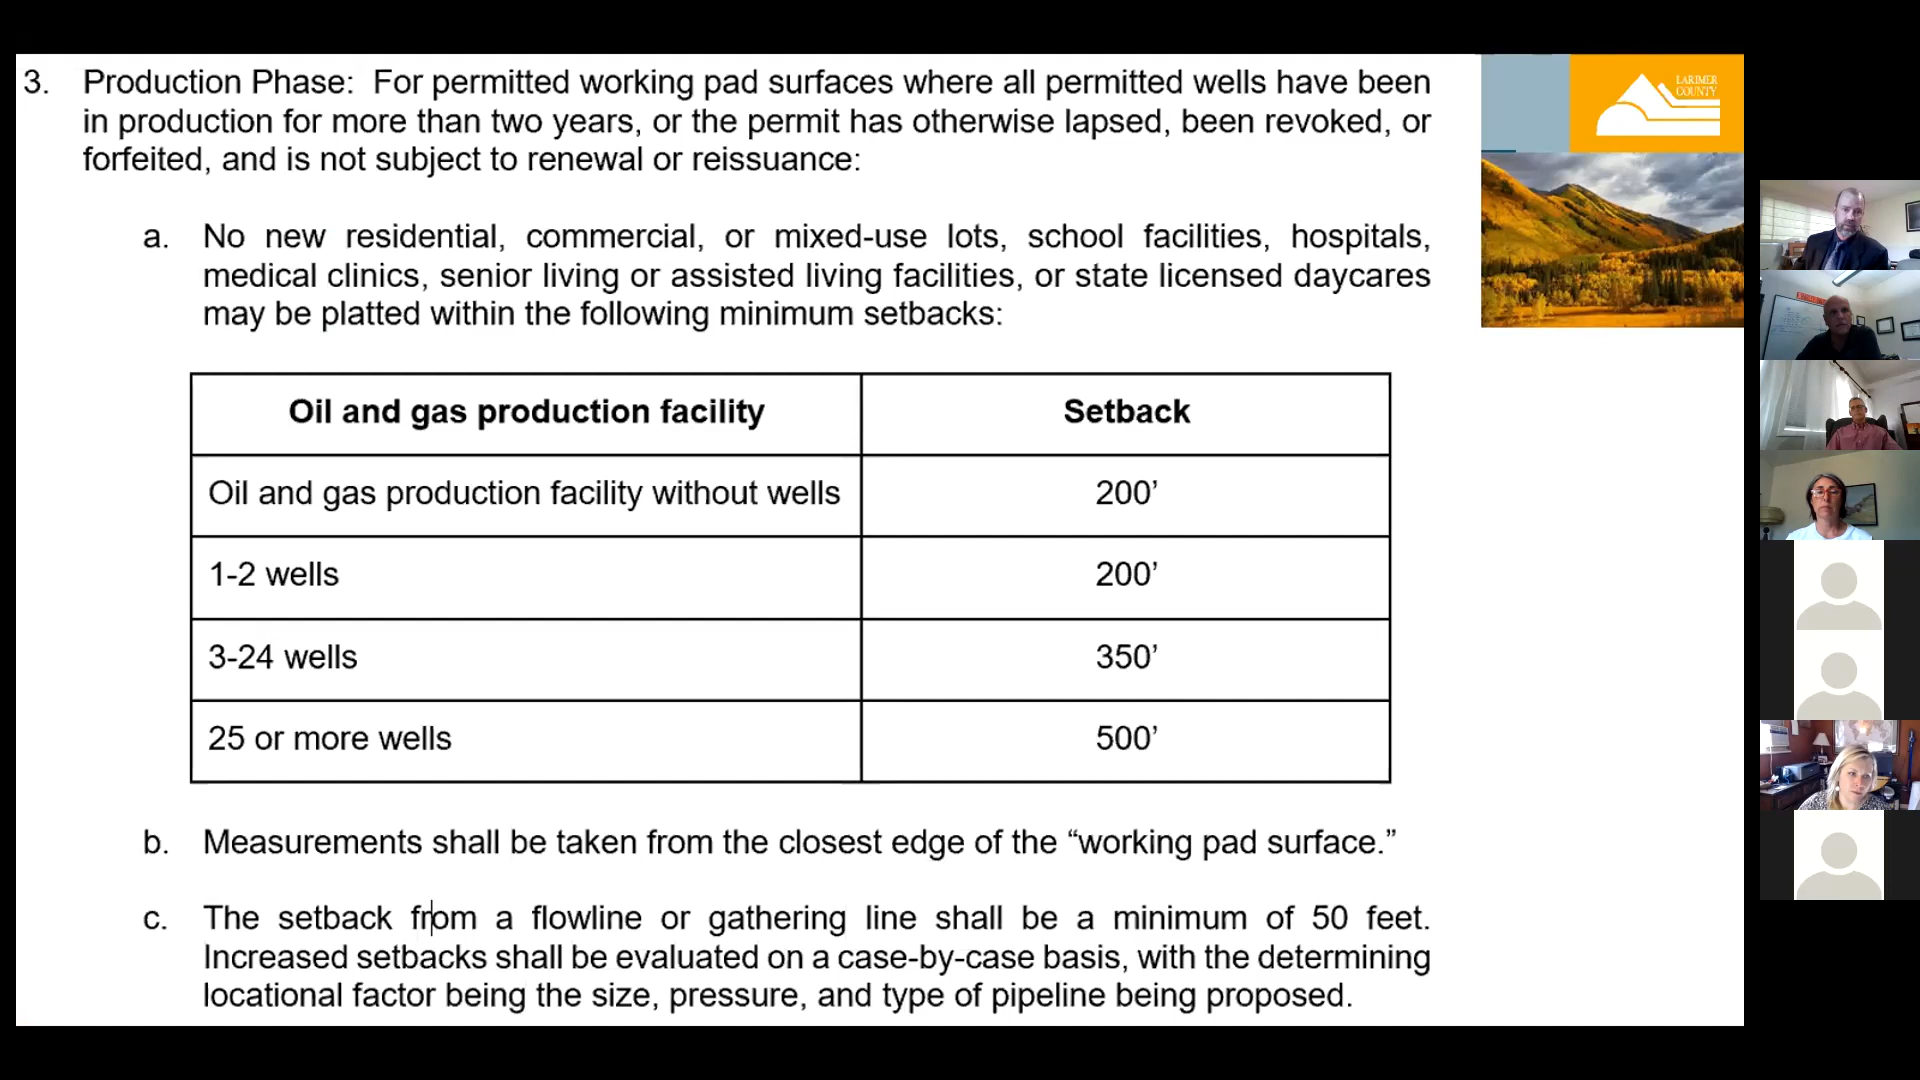 3. Production Phase: For permitted working pad surfaces where all permitted wells have been
in production for more than two years, or the permit has otherwise lapsed, been revoked, or
forfeited, and is not subject to renewal or reissuance:
a. No new residential, commercial, or mixed-use lots, school facilities, hospitals,
medical clinics, senior living or assisted living facilities, or state licensed daycares
may be platted within the following minimum setbacks:
Oil and gas production facility Setback
Oil and gas production facility without wells 200’
1-2 wells 200’
3-24 wells 350’
25 or more wells 500’
b. Measurements shall be taken from the closest edge of the “working pad surface.”
c. The setback from a flowline or gathering line shall be a minimum of 50 feet.
Increased setbacks shall be evaluated on a case-by-case basis, with the determining
locational factor being the size, pressure, and type of pipeline being proposed.
LARIMER
COUNTY